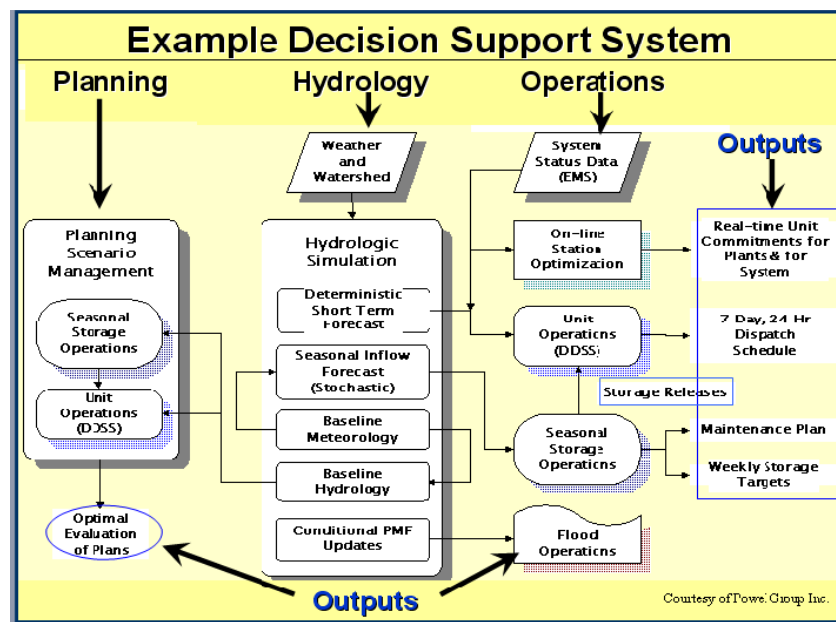 Example Decision Support System
Planning
Hydrology
Operations
Outputs
Weather
and
Watershed
System
Status Data
(EMS)
Planning
Scenario
Management
Seasonal
Storage
Operations
Unit
Operations
(DDSS)
Optimal
Evaluation
of Plans
Hydrologic
Simulation
Deterministic
Short Term
Forecast
Seasonal Inflow
Forecast
(Stochastic)
Baseline
Meteorology
Baseline
Hydrology
Conditional PMF
Updates
On-line
Station
Optimization
Unit
Operations
(DDSS)
Storage Releases
Seasonal
Storage
Operations
Flood
Operations
Real-time Unit
Commitments for
Plants & for
System
7 Day, 24 Hr
Dispatch
Schedule
Maintenance Plan
Weekly Storage
Targets
Outputs
Courtesy of Powel Group Inc.